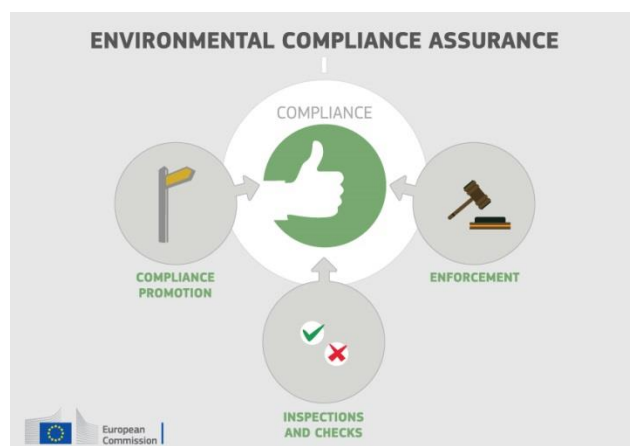 ENVIRONMENTAL COMPLIANCE ASSURANCE
COMPLIANCE
COMPLIANCE
PROMOTION
ENFORCEMENT
INSPECTIONS
AND CHECKS
European
Commission